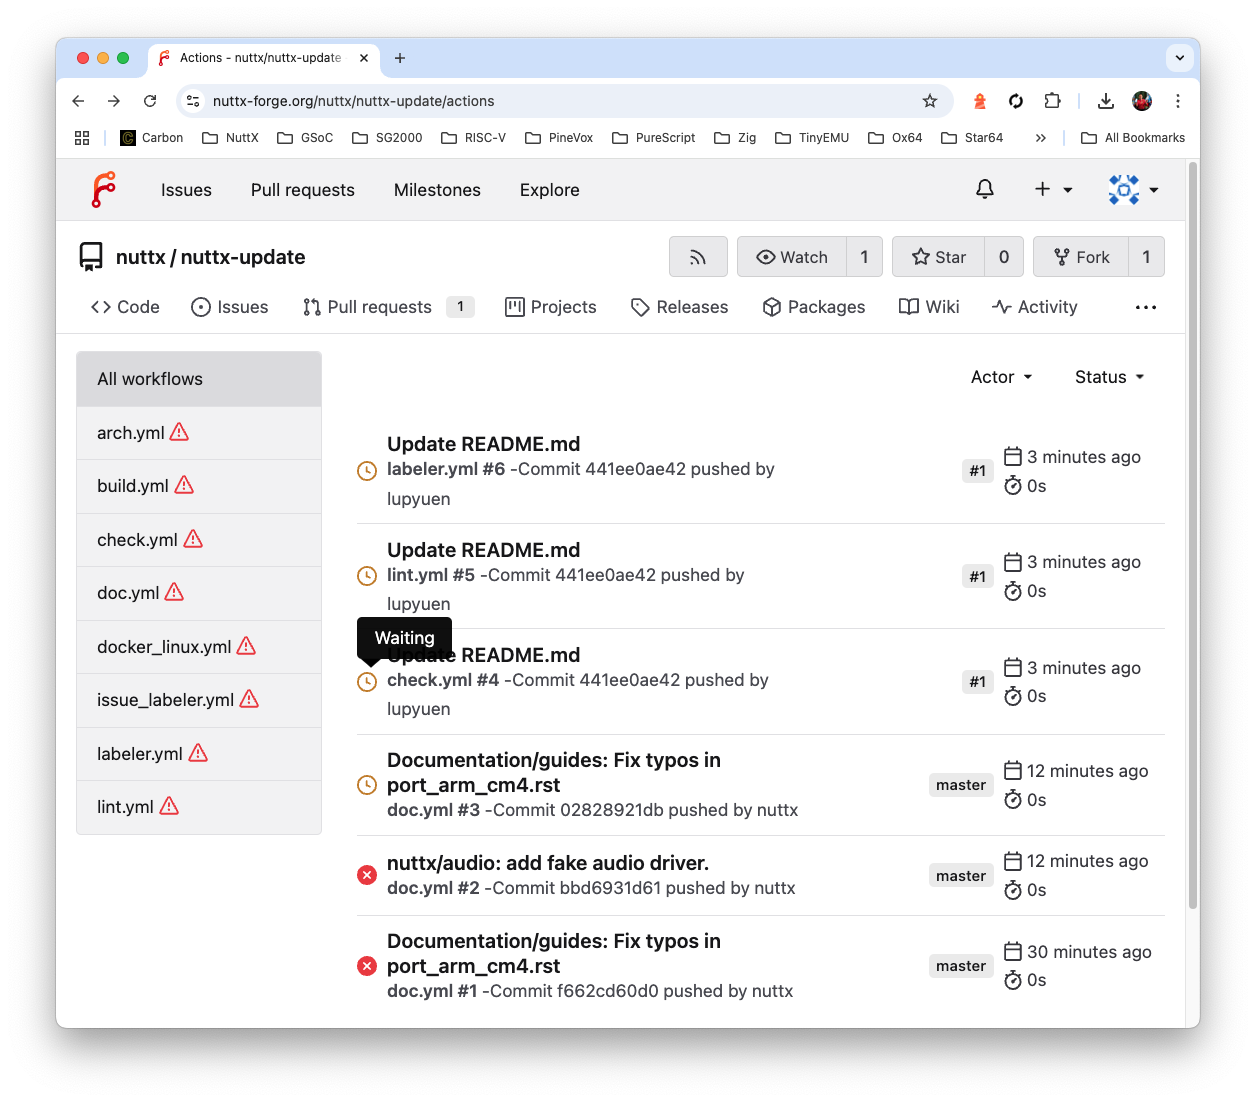 Actions - nuttx/nuttx-update
nuttx-forge.org/nuttx/nuttx-update/actions
Carbon NuttX GSoC SG2000 RISC-V PineVox PureScript Zig TinyEMU Ox64 Star64 All Bookmarks
Issues Pull requests Milestones Explore
nuttx / nuttx-update
Watch 1 Star 0 Fork 1
Code Issues Pull requests 1 Projects Releases Packages Wiki Activity
All workflows
arch.yml
build.yml
check.yml
doc.yml
docker_linux.yml
issue_labeler.yml
labeler.yml
lint.yml
Actor Status
Update README.md
labeler.yml #6 -Commit 441ee0ae42 pushed by
lupyuen
#1
3 minutes ago
0s
Update README.md
lint.yml #5 -Commit 441ee0ae42 pushed by
lupyuen
#1
3 minutes ago
0s
Waiting
Update README.md
check.yml #4 -Commit 441ee0ae42 pushed by
lupyuen
#1
3 minutes ago
0s
Documentation/guides: Fix typos in
port_arm_cm4.rst
doc.yml #3 -Commit 02828921db pushed by nuttx
master
12 minutes ago
0s
nuttx/audio: add fake audio driver.
doc.yml #2 -Commit bbd6931d61 pushed by nuttx
master
12 minutes ago
0s
Documentation/guides: Fix typos in
port_arm_cm4.rst
doc.yml #1 -Commit f662cd60d0 pushed by nuttx
master
30 minutes ago
0s